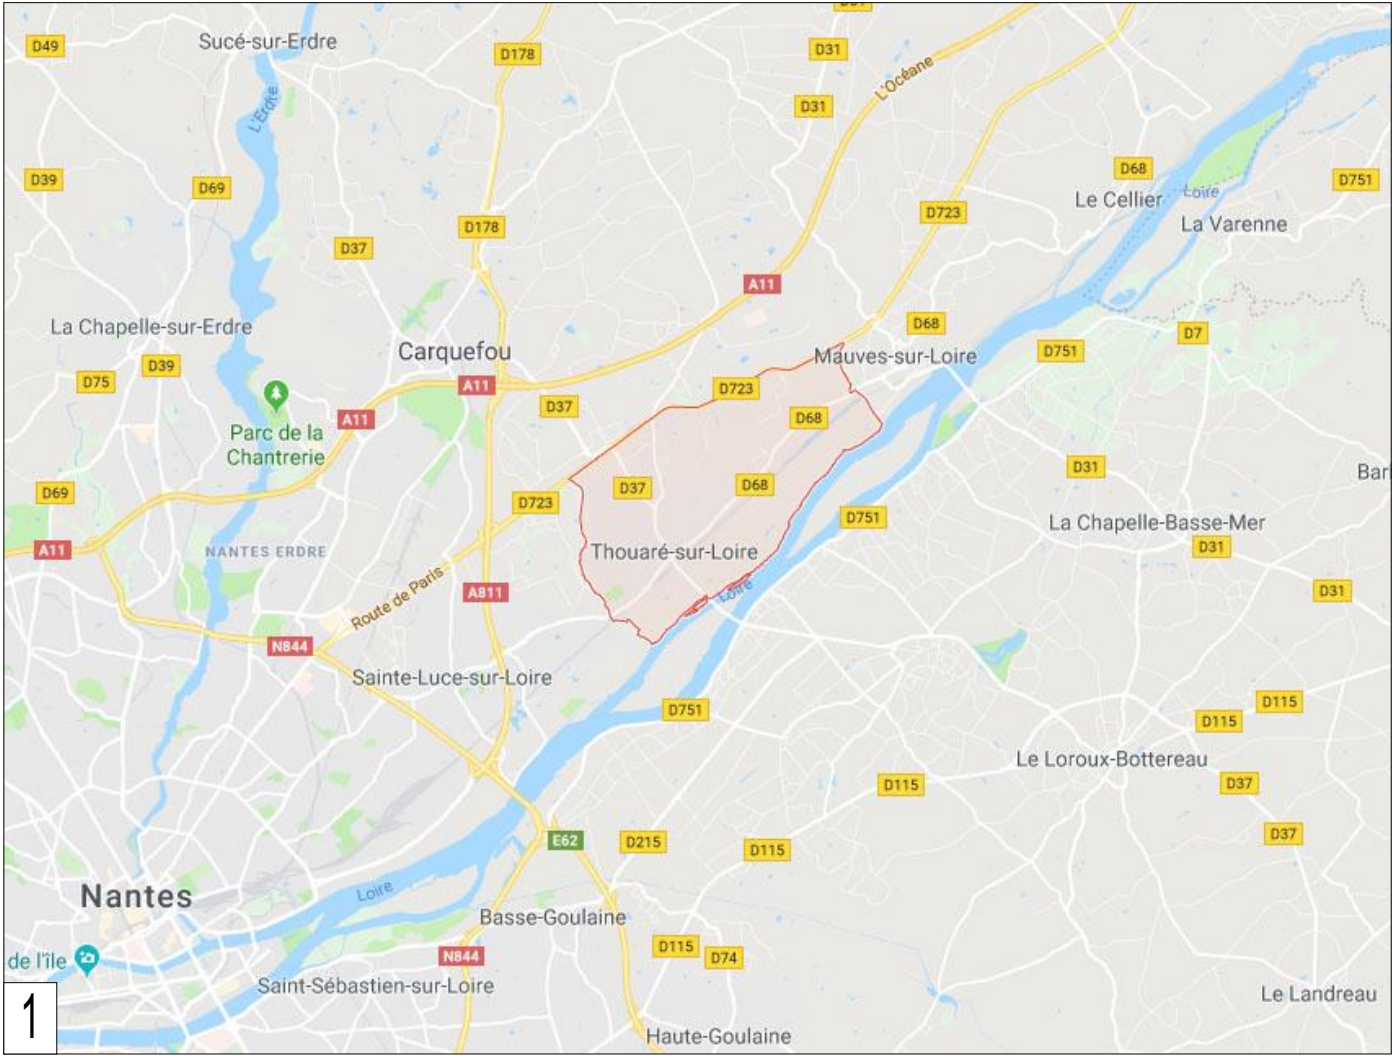 D31
Sucé-sur-Erdre
D49
D178
D31
L'Océane
D31
L'Erdre
D68
D39
D69
D751
Le Cellier
Loire
D723
La Varenne
D178
D37
A11
La Chapelle-sur-Erdre
D68
D7
Carquefou
Mauves-sur-Loire
D751
D39
D75
A11
D723
D37
A11
D68
Parc de la
Chantrerie
D31
Bar
D69
D37
D68
D723
D751
La Chapelle-Basse-Mer
A11
NANTES ERDRE
Thouaré-sur-Loire
D31
Route de Paris
A811
Loire
D31
N844
Sainte-Luce-sur-Loire
D751
D115
D115
Le Loroux-Bottereau
D115
D37
E62
D215
D115
D37
Nantes
Loire
Basse-Goulaine
D115
D74
N844
de l'île
Saint-Sébastien-sur-Loire
Le Landreau
1
Haute-Goulaine